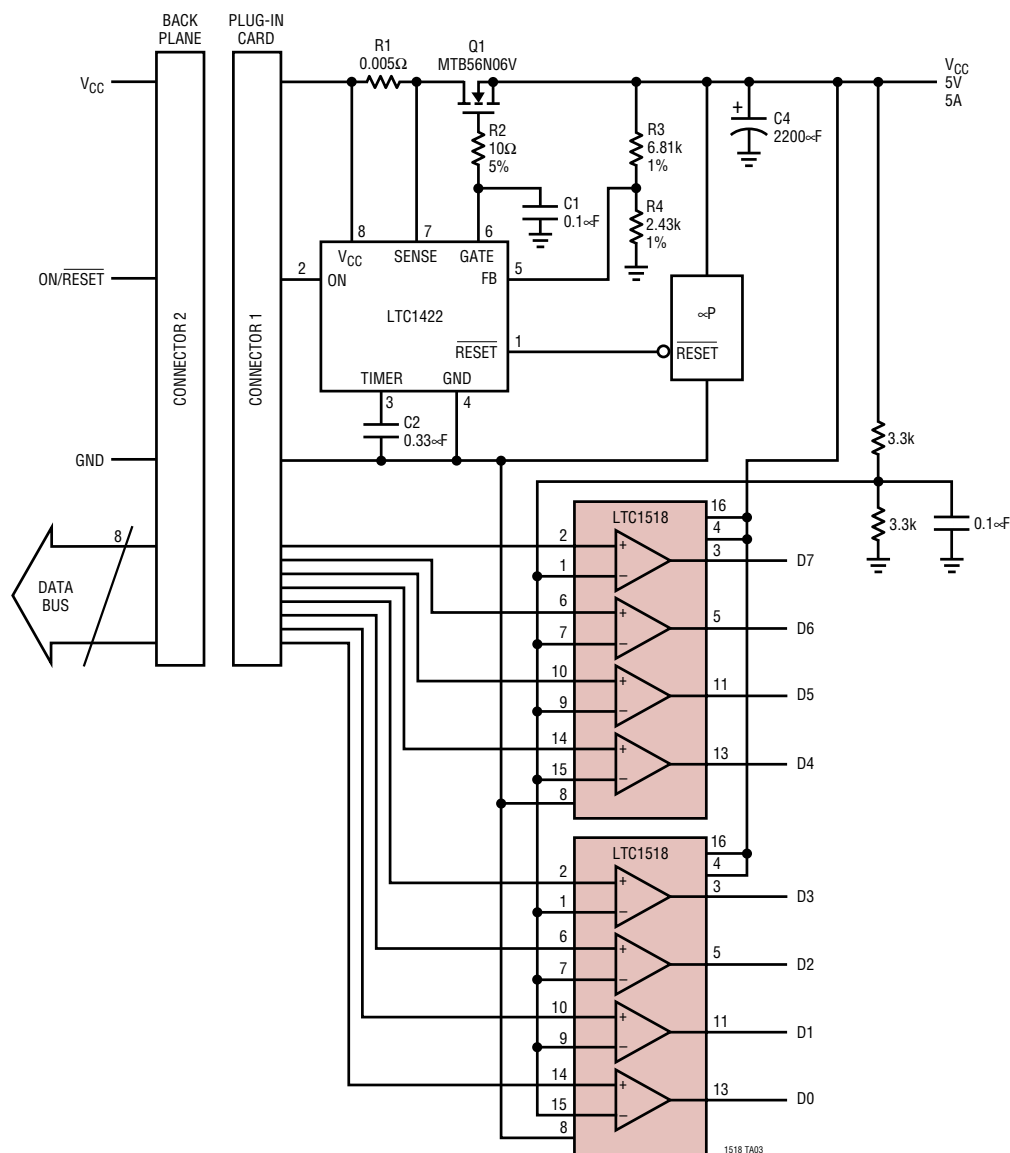 BACK
PLANE
PLUG-IN
CARD
R1
0.005Ω
Q1
MTB56N06V
VCC
VCC
5V
5A
+
C4
2200∝F
R2
10Ω
5%
R3
6.81k
1%
C1
0.1∝F
R4
2.43k
1%
8
7
6
VCC
SENSE
GATE
2
ON
FB
5
ON/RESET
LTC1422
∝P
RESET
1
RESET
CONNECTOR 2
CONNECTOR 1
TIMER
GND
3
4
C2
0.33∝F
GND
3.3k
3.3k
0.1∝F
8
DATA
BUS
LTC1518
16
4
2
+
3
D7
1
–
6
+
5
D6
7
–
10
+
11
D5
9
–
14
+
13
D4
15
–
8
LTC1518
16
4
2
+
3
D3
1
–
6
+
5
D2
7
–
10
+
11
D1
9
–
14
+
13
D0
15
–
8
1518 TA03